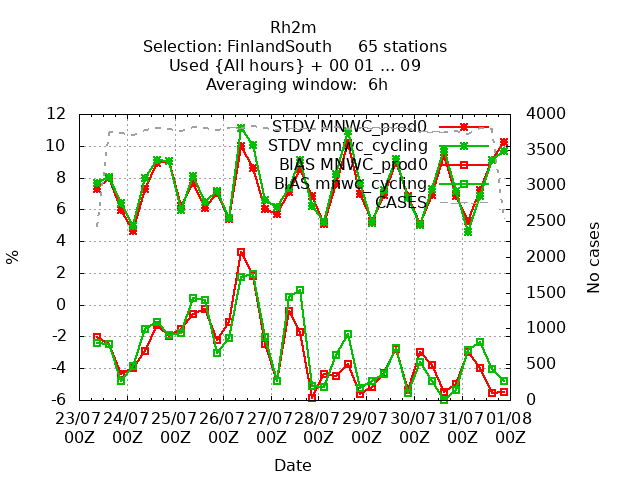 Rh2m
Selection: FinlandSouth 65 stations
Used {All hours} + 00 01 ... 09
Averaging window: 6h
12 4000
STDV MNWC_prod0
10 3500
STDV mnwc_cycling
BIAS MNWC_prod0
8 3000
BIAS mnwc_cycling
CASES
6 2500
4 2000
% No cases
2 1500
0 1000
-2
-4 500
-6 0
23/07 24/07 25/07 26/07 27/07 28/07 29/07 30/07 31/07 01/08
00Z 00Z 00Z 00Z 00Z 00Z 00Z 00Z 00Z 00Z
Date